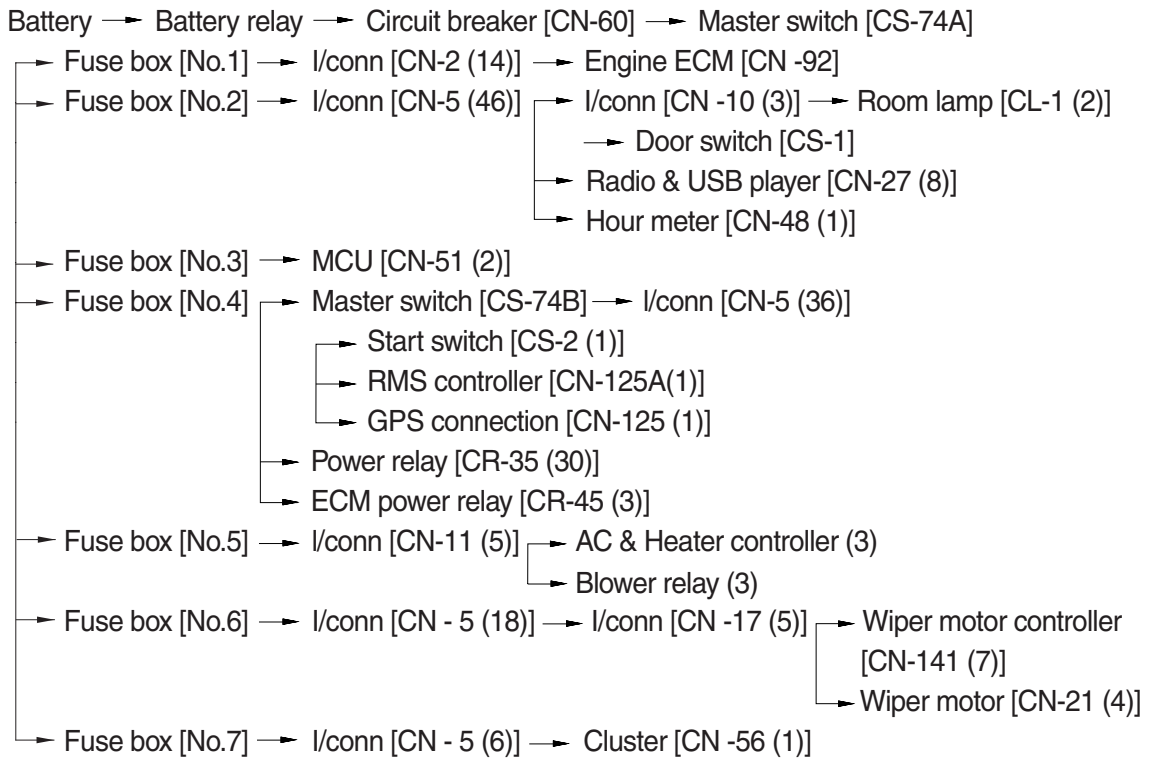 Battery → Battery relay → Circuit breaker [CN-60] → Master switch [CS-74A]
Fuse box [No.1] → I/conn [CN-2 (14)] → Engine ECM [CN -92]
Fuse box [No.2] → I/conn [CN-5 (46)] → I/conn [CN -10 (3)] → Room lamp [CL-1 (2)]
→ Door switch [CS-1]
→ Radio & USB player [CN-27 (8)]
→ Hour meter [CN-48 (1)]
Fuse box [No.3] → MCU [CN-51 (2)]
Fuse box [No.4] → Master switch [CS-74B] → I/conn [CN-5 (36)]
→ Start switch [CS-2 (1)]
→ RMS controller [CN-125A(1)]
→ GPS connection [CN-125 (1)]
→ Power relay [CR-35 (30)]
→ ECM power relay [CR-45 (3)]
Fuse box [No.5] → I/conn [CN-11 (5)] → AC & Heater controller (3)
→ Blower relay (3)
Fuse box [No.6] → I/conn [CN - 5 (18)] → I/conn [CN -17 (5)] → Wiper motor controller
[CN-141 (7)]
→ Wiper motor [CN-21 (4)]
Fuse box [No.7] → I/conn [CN - 5 (6)] → Cluster [CN -56 (1)]